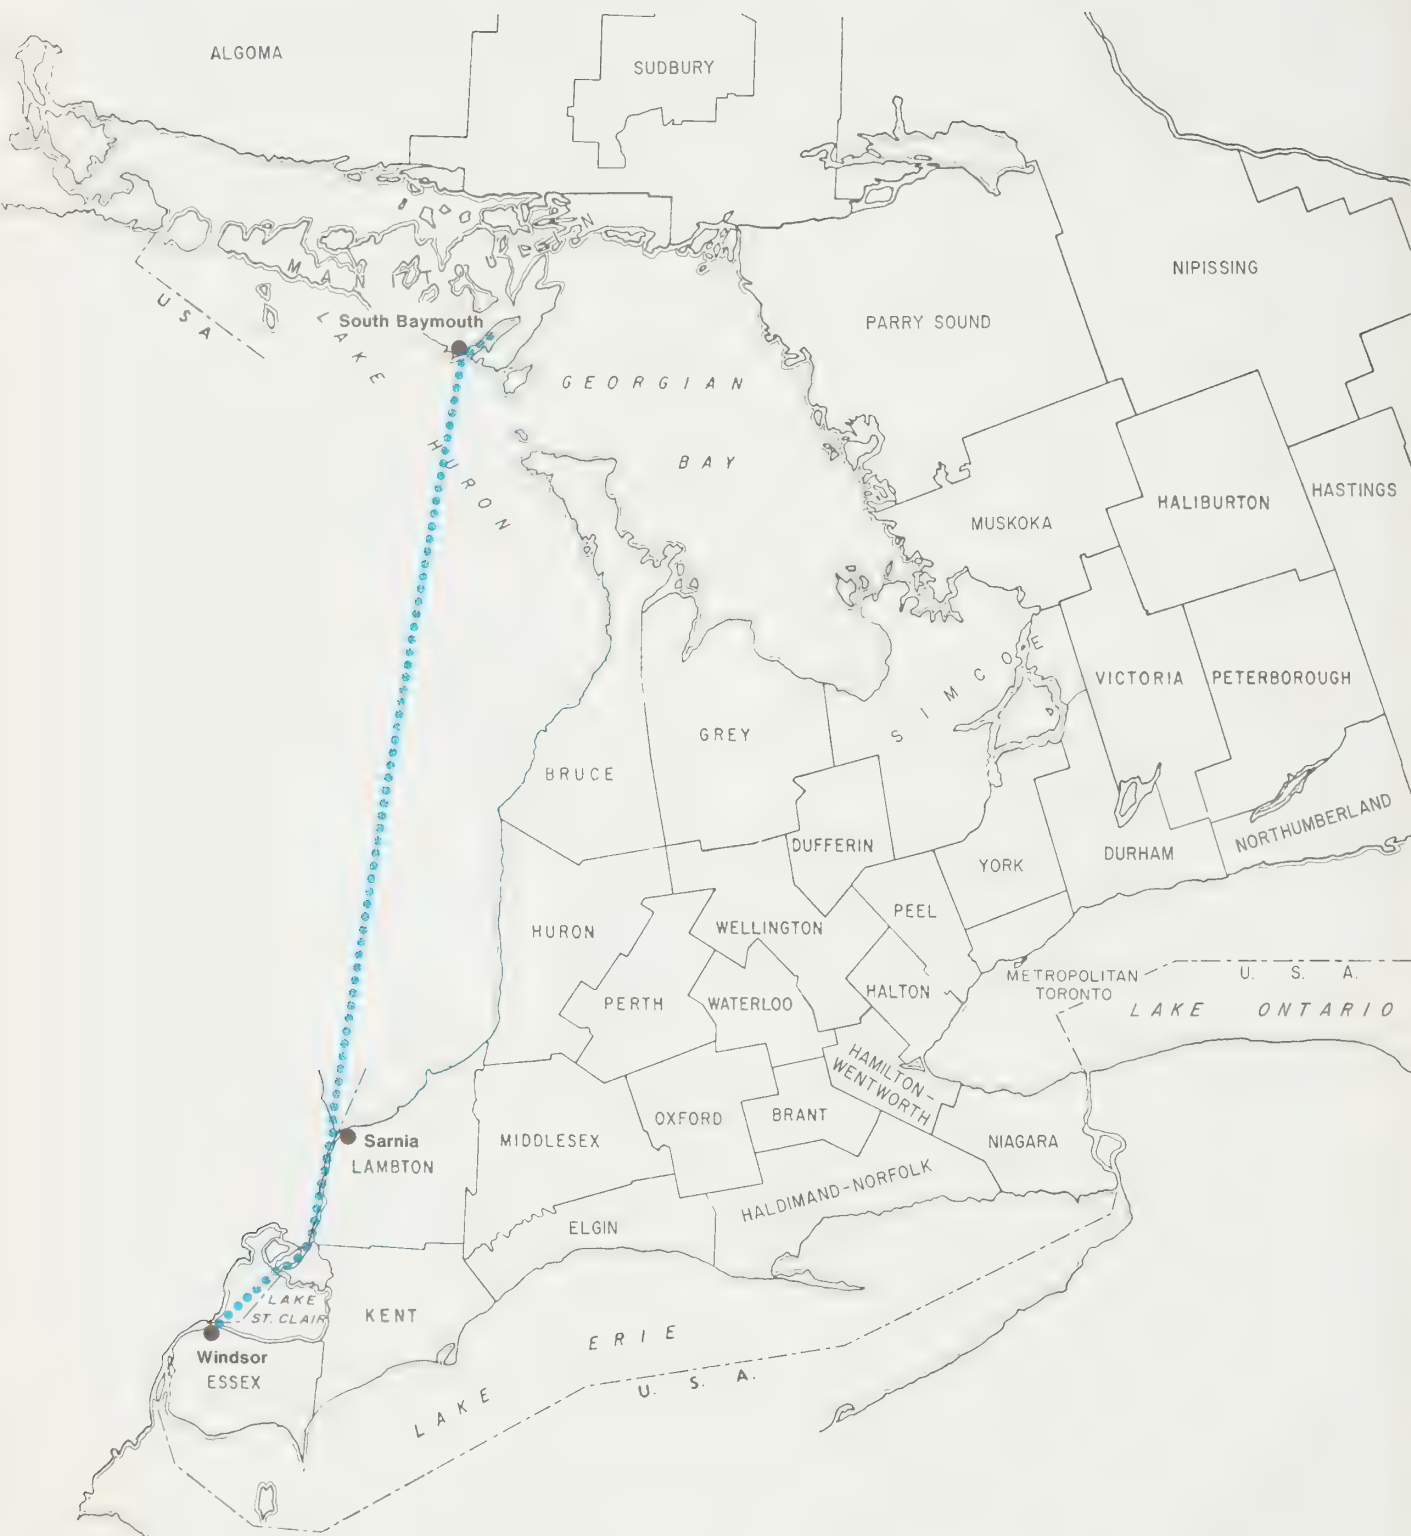 ALGOMA
SUDBURY
NIPISSING
MANITOULIN
USA
South Baymouth
PARRY SOUND
LAKE
HURON
GEORGIAN
BAY
HALIBURTON
HASTINGS
MUSKOKA
SIMCOE
VICTORIA
PETERBOROUGH
GREY
BRUCE
DUFFERIN
YORK
DURHAM
NORTHUMBERLAND
PEEL
HURON
WELLINGTON
HALTON
METROPOLITAN
TORONTO
U. S. A.
LAKE ONTARIO
PERTH
WATERLOO
HAMILTON-
WENTWORTH
OXFORD
BRANT
NIAGARA
Sarnia
LAMBTON
MIDDLESEX
HALDIMAND-NORFOLK
ELGIN
LAKE
ST. CLAIR
KENT
Windsor
ESSEX
LAKE
ERIE
U. S. A.